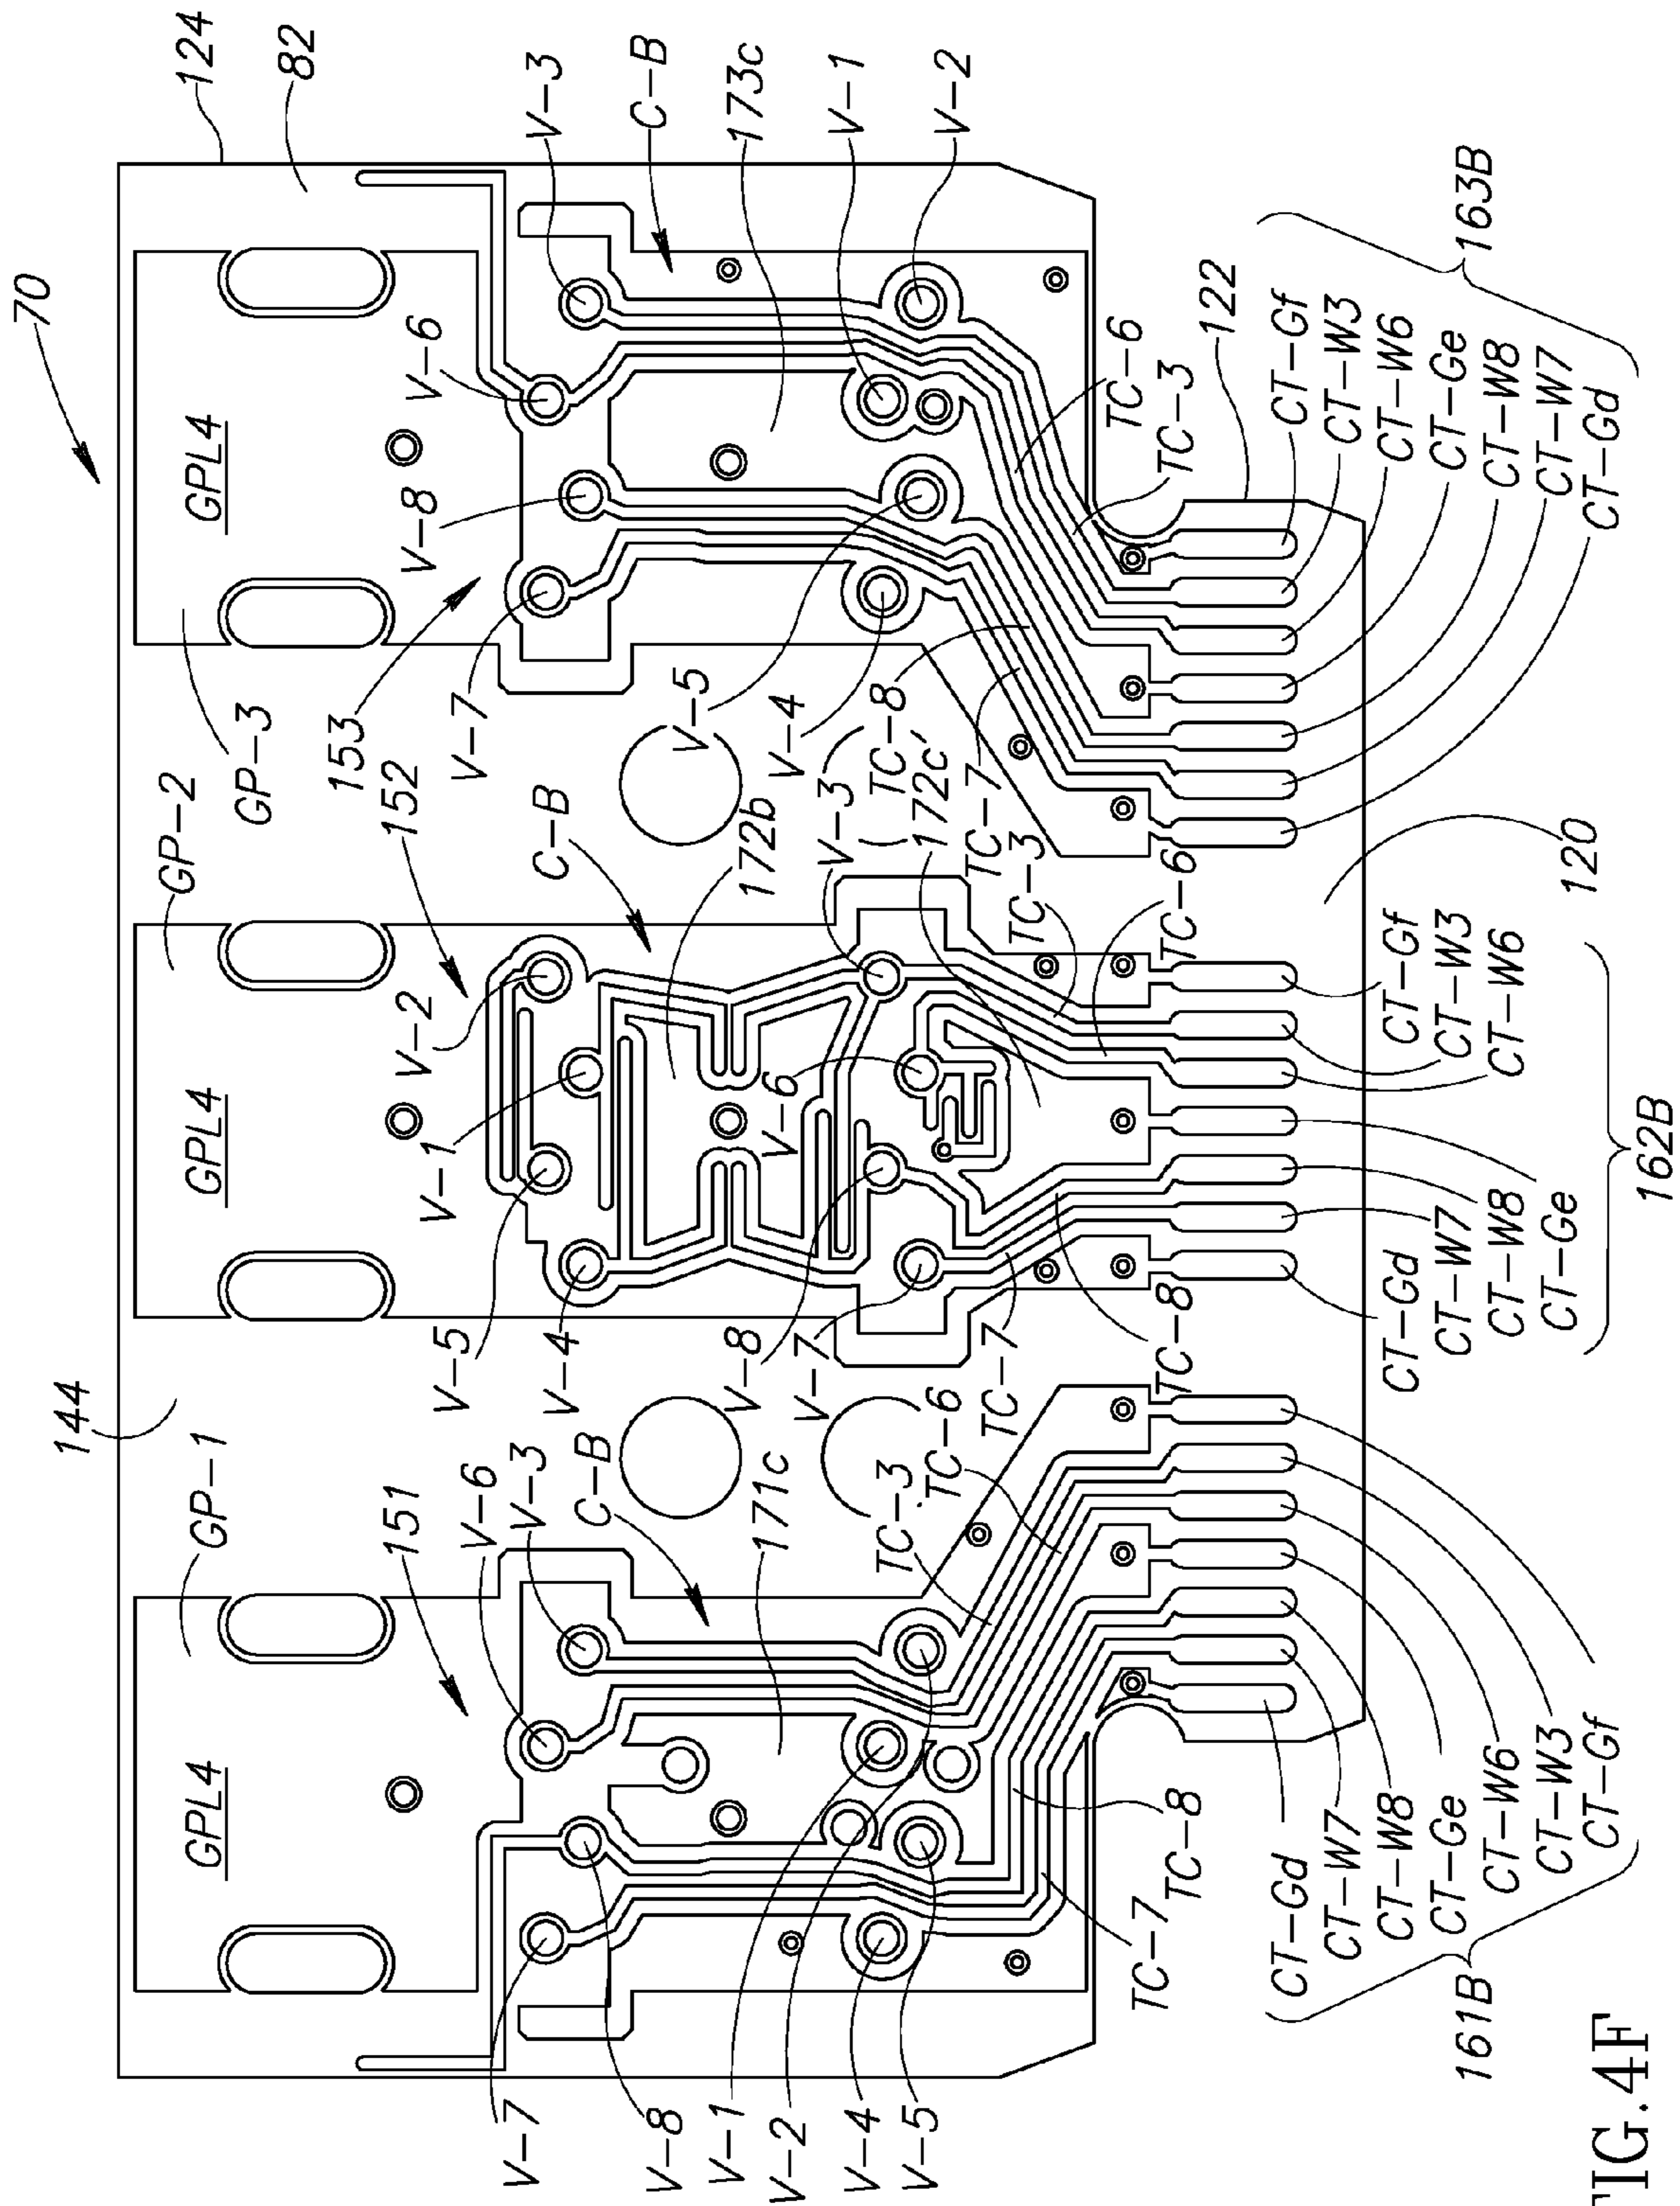 70
124
82
V-3
C-B
173c
V-1
V-2
163B
GPL4
V-6
V-8
GP-3
153
V-7
V-5
V-4
TC-8
TC-7
TC-6
TC-3
122
CT-Gf
CT-W3
CT-W6
CT-Ge
CT-W8
CT-W7
CT-Gd
GP-2
GPL4
152
C-B
172b
V-3
172c'
V-2
V-1
V-6
V-5
V-4
V-8
V-7
TC-3
TC-6
TC-7
TC-8
120
CT-Gf
CT-W3
CT-W6
CT-Gd
CT-W7
CT-W8
CT-Ge
162B
144
GP-1
GPL4
151
V-6
V-3
C-B
171c
TC-3
TC-6
V-7
V-8
V-1
V-2
V-4
V-5
TC-7
TC-8
CT-Gd
CT-W7
CT-W8
CT-Ge
CT-W6
CT-W3
CT-Gf
161B
FIG.4F